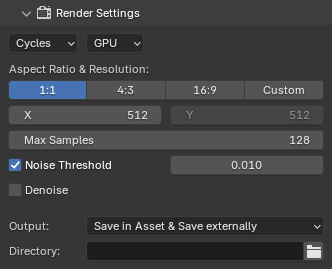 Render Settings
Cycles GPU
Aspect Ratio & Resolution:
1:1 4:3 16:9 Custom
X 512 Y 512
Max Samples 128
Noise Threshold 0.010
Denoise
Output: Save in Asset & Save externally
Directory: